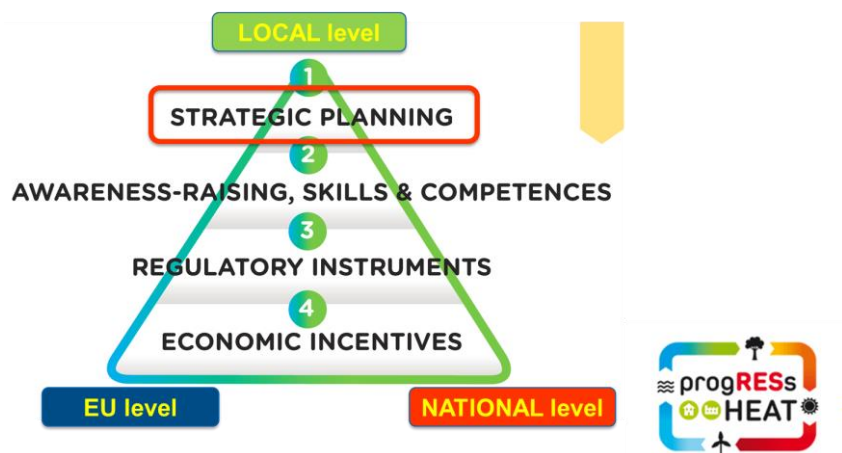 LOCAL level
1
STRATEGIC PLANNING
2
AWARENESS-RAISING, SKILLS & COMPETENCES
3
REGULATORY INSTRUMENTS
4
ECONOMIC INCENTIVES
EU level
NATIONAL level
progRESs
HEAT